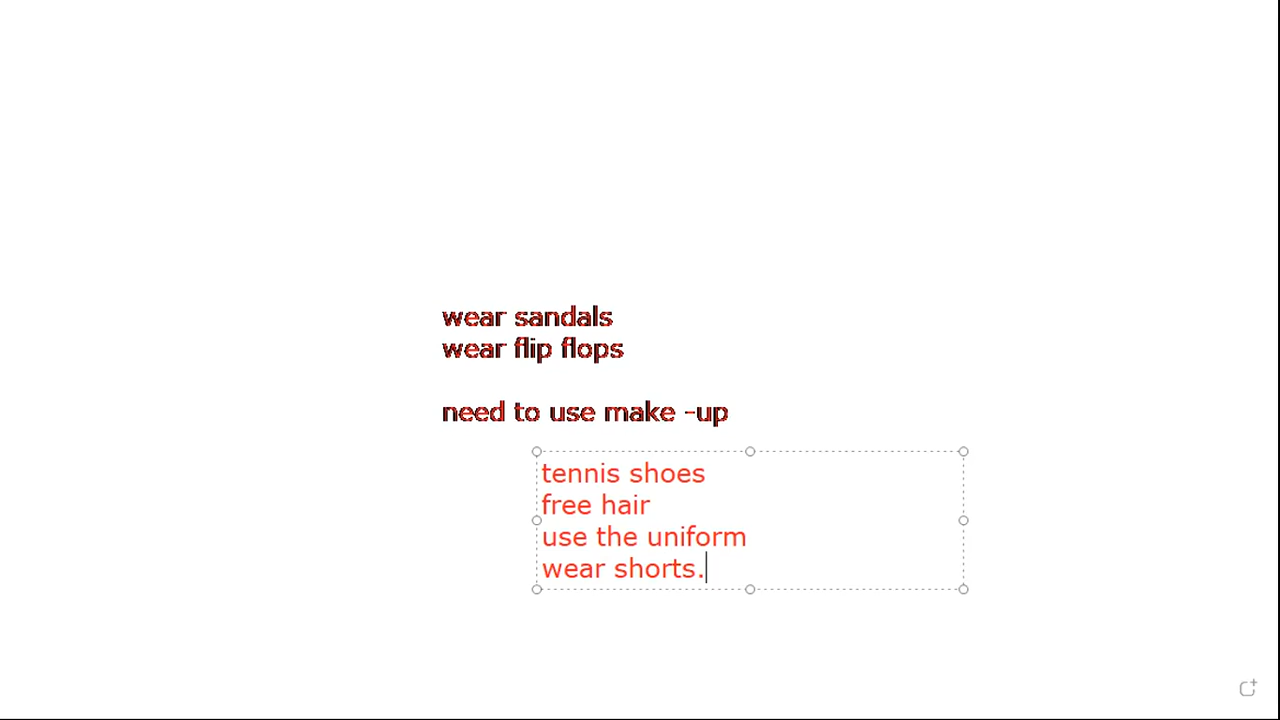 wear sandals
wear flip flops
need to use make -up
tennis shoes
free hair
use the uniform
wear shorts.